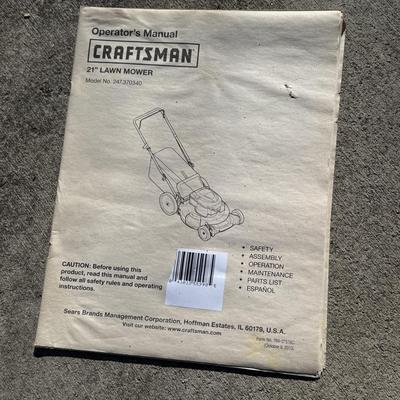 Operator's Manual
CRAFTSMAN
21" LAWN MOWER
Model No. 247.370340
• SAFETY
• ASSEMBLY
• OPERATION
• MAINTENANCE
• PARTS LIST
• ESPAÑOL
CAUTION: Before using this
product, read this manual and
follow all safety rules and operating
instructions.
Sears Brands Management Corporation, Hoffman Estates, IL 60179, U.S.A.
Visit our website: www.craftsman.com
Form No.